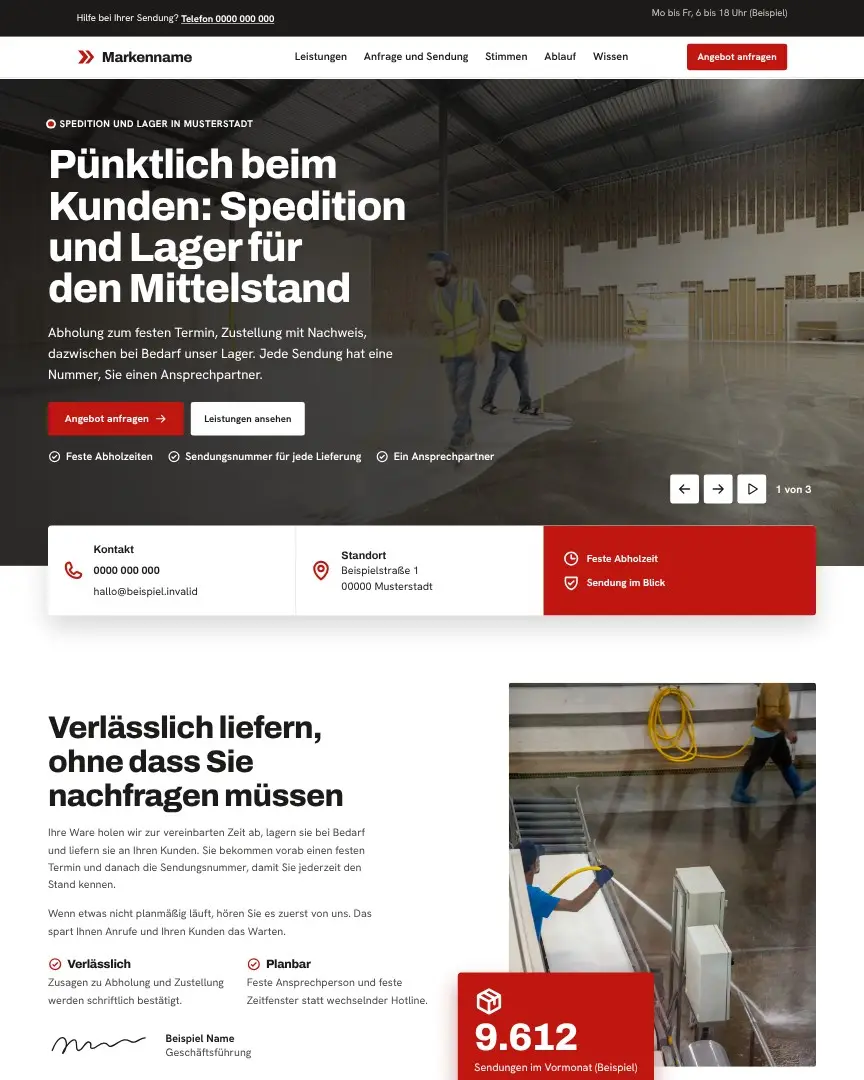 Hilfe bei Ihrer Sendung? Telefon 0000 000 000
Mo bis Fr, 6 bis 18 Uhr (Beispiel)
Markenname
Leistungen
Anfrage und Sendung
Stimmen
Ablauf
Wissen
Angebot anfragen
SPEDITION UND LAGER IN MUSTERSTADT
Pünktlich beim
Kunden: Spedition
und Lager für
den Mittelstand
Abholung zum festen Termin, Zustellung mit Nachweis,
dazwischen bei Bedarf unser Lager. Jede Sendung hat eine
Nummer, Sie einen Ansprechpartner.
Angebot anfragen
Leistungen ansehen
Feste Abholzeiten
Sendungsnummer für jede Lieferung
Ein Ansprechpartner
1 von 3
Kontakt
0000 000 000
hallo@beispiel.invalid
Standort
Beispielstraße 1
00000 Musterstadt
Feste Abholzeit
Sendung im Blick
Verlässlich liefern,
ohne dass Sie
nachfragen müssen
Ihre Ware holen wir zur vereinbarten Zeit ab, lagern sie bei Bedarf
und liefern sie an Ihren Kunden. Sie bekommen vorab einen festen
Termin und danach die Sendungsnummer, damit Sie jederzeit den
Stand kennen.
Wenn etwas nicht planmäßig läuft, hören Sie es zuerst von uns. Das
spart Ihnen Anrufe und Ihren Kunden das Warten.
Verlässlich
Zusagen zu Abholung und Zustellung
werden schriftlich bestätigt.
Planbar
Feste Ansprechperson und feste
Zeitfenster statt wechselnder Hotline.
Beispiel Name
Geschäftsführung
9.612
Sendungen im Vormonat (Beispiel)